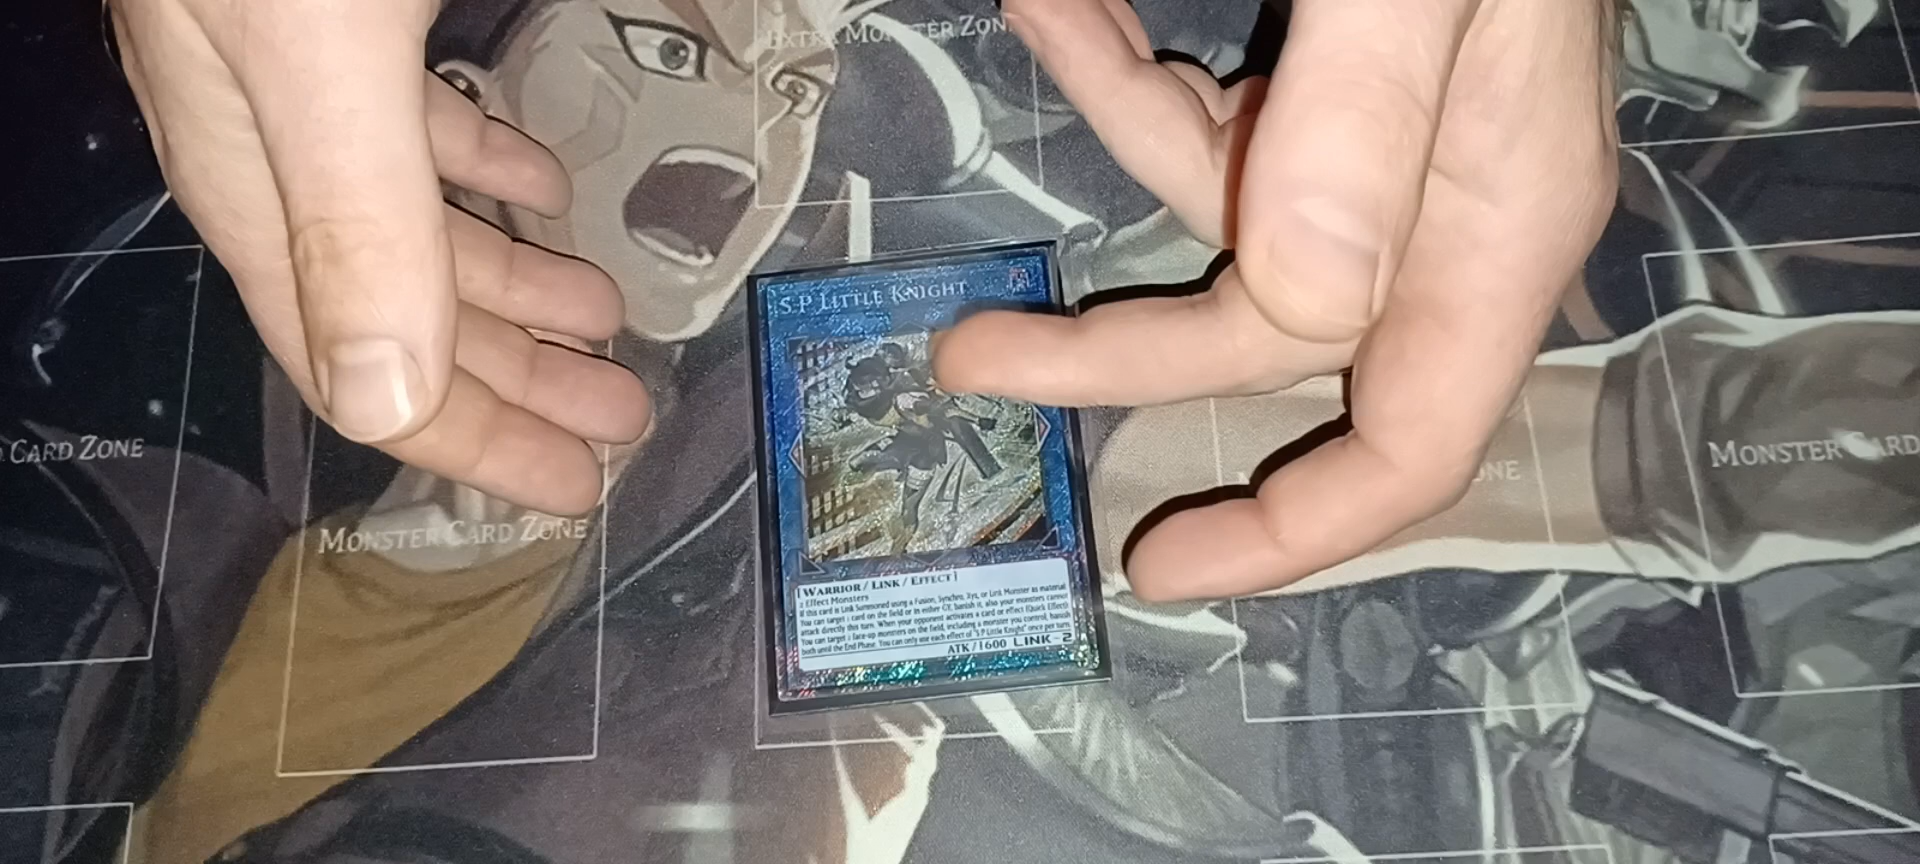 EXTRA MONSTER ZON
S:P LITTLE KNIGHT
CARD ZONE
MONSTER CARD ZONE
ONE
MONSTER CARD
[WARRIOR / LINK / EFFECT]
2 Effect Monsters
If this card is Link Summoned using a Fusion, Synchro, Xyz, or Link Monster as material:
You can target 1 card on the field or in either GY; banish it, also your monsters cannot
attack directly this turn. When your opponent activates a card or effect (Quick Effect):
You can target 2 face-up monsters on the field, including a monster you control; banish
both until the End Phase. You can only use each effect of "S:P Little Knight" once per turn.
ATK / 1600 LINK-2